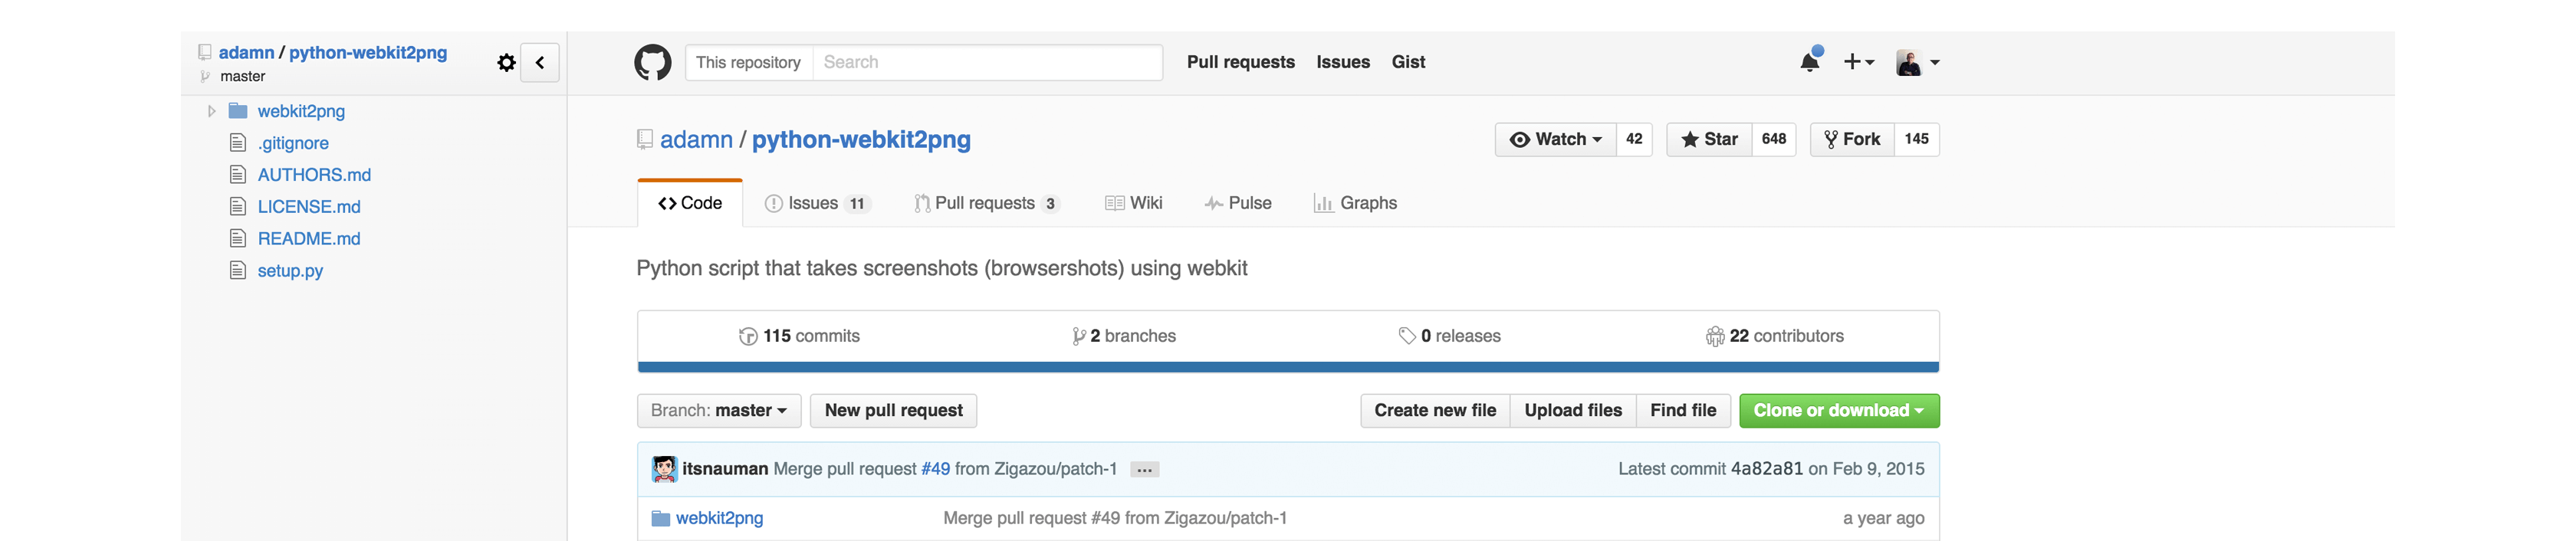 adamn / python-webkit2png
master
webkit2png
.gitignore
AUTHORS.md
LICENSE.md
README.md
setup.py
This repository Search Pull requests Issues Gist
adamn / python-webkit2png Watch 42 Star 648 Fork 145
Code Issues 11 Pull requests 3 Wiki Pulse Graphs
Python script that takes screenshots (browsershots) using webkit
115 commits 2 branches 0 releases 22 contributors
Branch: master New pull request Create new file Upload files Find file Clone or download
itsnauman Merge pull request #49 from Zigazou/patch-1 … Latest commit 4a82a81 on Feb 9, 2015
webkit2png Merge pull request #49 from Zigazou/patch-1 a year ago